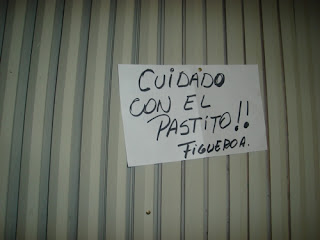 CUIDADO
CON EL
PASTITO!!
FIGUEROA.